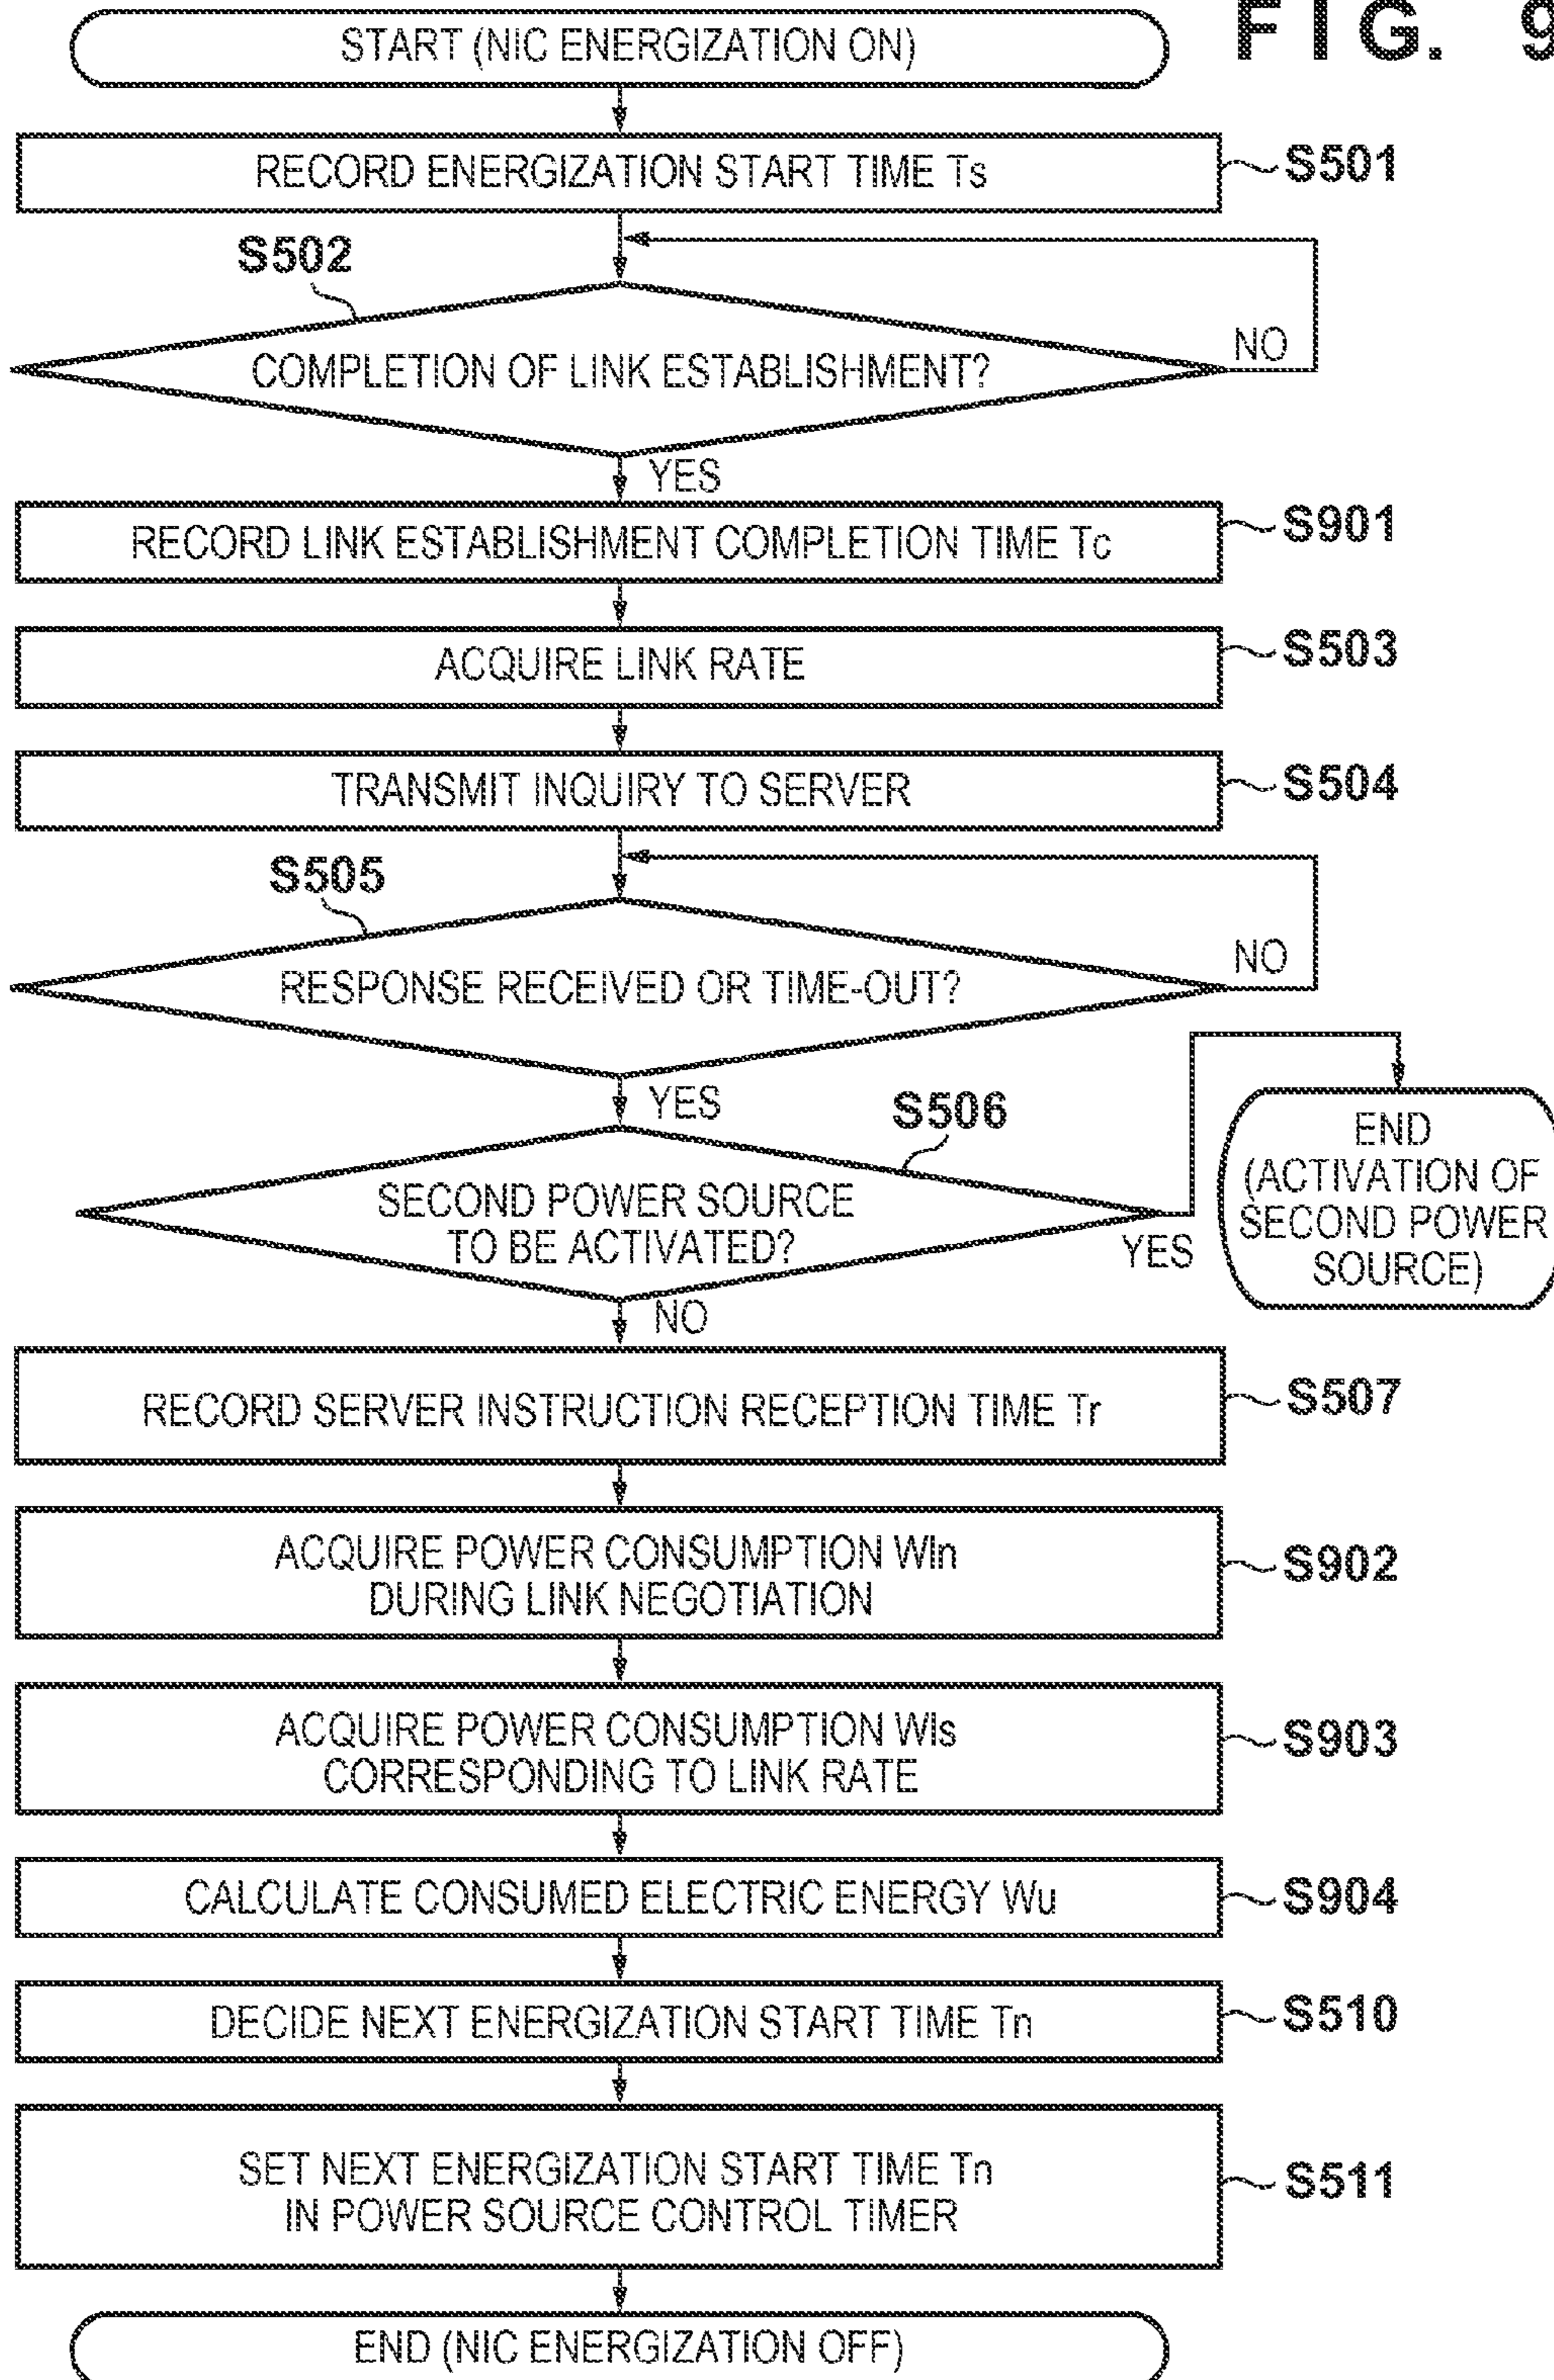 FIG. 9
START (NIC ENERGIZATION ON)
RECORD ENERGIZATION START TIME Ts
S501
S502
COMPLETION OF LINK ESTABLISHMENT?
NO
YES
RECORD LINK ESTABLISHMENT COMPLETION TIME Tc
S901
ACQUIRE LINK RATE
S503
TRANSMIT INQUIRY TO SERVER
S504
S505
RESPONSE RECEIVED OR TIME-OUT?
NO
YES
S506
SECOND POWER SOURCE
TO BE ACTIVATED?
YES
END
(ACTIVATION OF
SECOND POWER
SOURCE)
NO
RECORD SERVER INSTRUCTION RECEPTION TIME Tr
S507
ACQUIRE POWER CONSUMPTION Wln
DURING LINK NEGOTIATION
S902
ACQUIRE POWER CONSUMPTION Wls
CORRESPONDING TO LINK RATE
S903
CALCULATE CONSUMED ELECTRIC ENERGY Wu
S904
DECIDE NEXT ENERGIZATION START TIME Tn
S510
SET NEXT ENERGIZATION START TIME Tn
IN POWER SOURCE CONTROL TIMER
S511
END (NIC ENERGIZATION OFF)